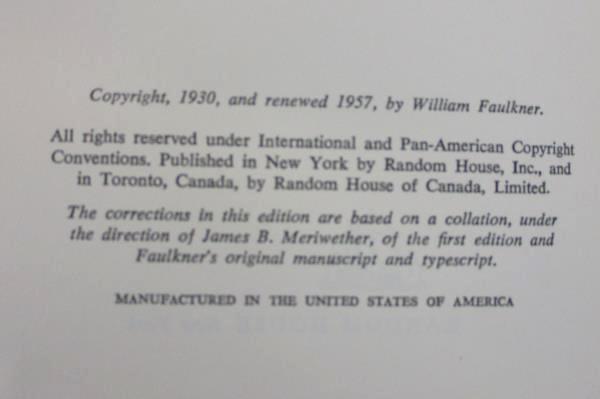 Copyright, 1930, and renewed 1957, by William Faulkner.
All rights reserved under International and Pan-American Copyright
Conventions. Published in New York by Random House, Inc., and
in Toronto, Canada, by Random House of Canada, Limited.
The corrections in this edition are based on a collation, under
the direction of James B. Meriwether, of the first edition and
Faulkner's original manuscript and typescript.
MANUFACTURED IN THE UNITED STATES OF AMERICA